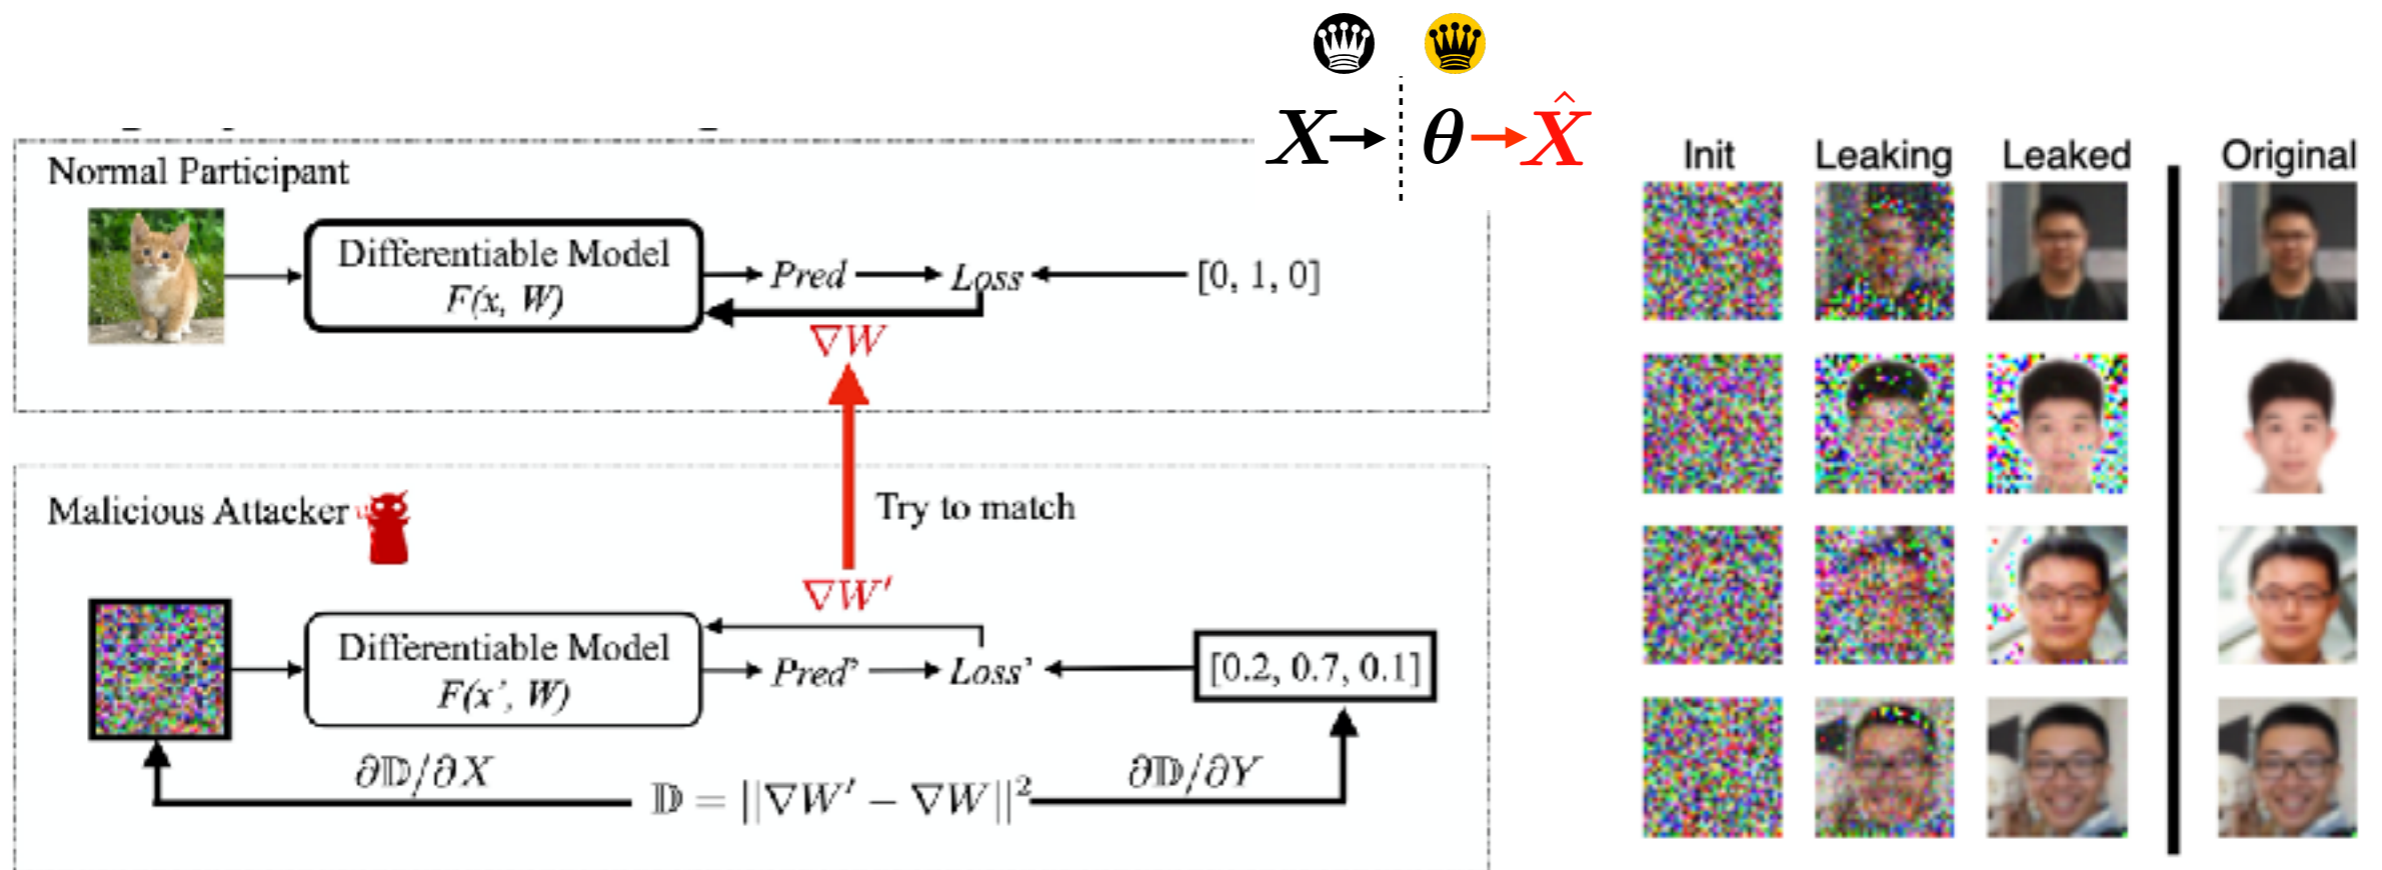 X → θ → X̂
Normal Participant
Differentiable Model
F(x, W)
Pred
Loss
[0, 1, 0]
∇W
Try to match
Malicious Attacker
∇W′
Differentiable Model
F(x’, W)
Pred’
Loss’
[0.2, 0.7, 0.1]
∂𝔻/∂X
𝔻 = ||∇W′ − ∇W||²
∂𝔻/∂Y
Init Leaking Leaked Original